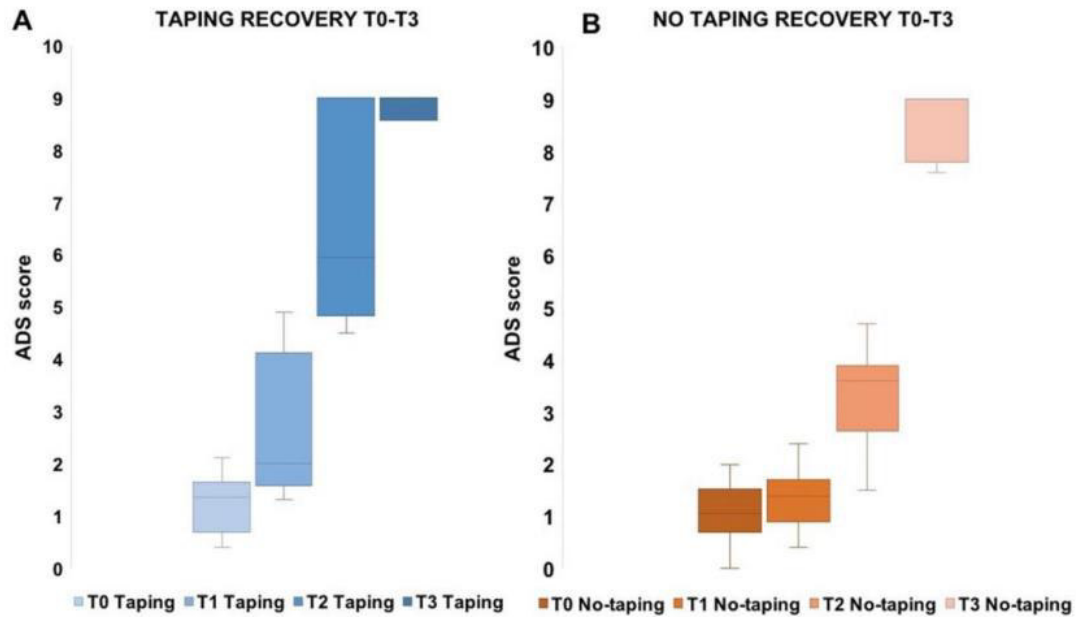 A
TAPING RECOVERY T0-T3
10
9
8
7
6
5
4
3
2
1
0
ADS score
T0 Taping T1 Taping T2 Taping T3 Taping
B
NO TAPING RECOVERY T0-T3
10
9
8
7
6
5
4
3
2
1
0
ADS score
T0 No-taping T1 No-taping T2 No-taping T3 No-taping